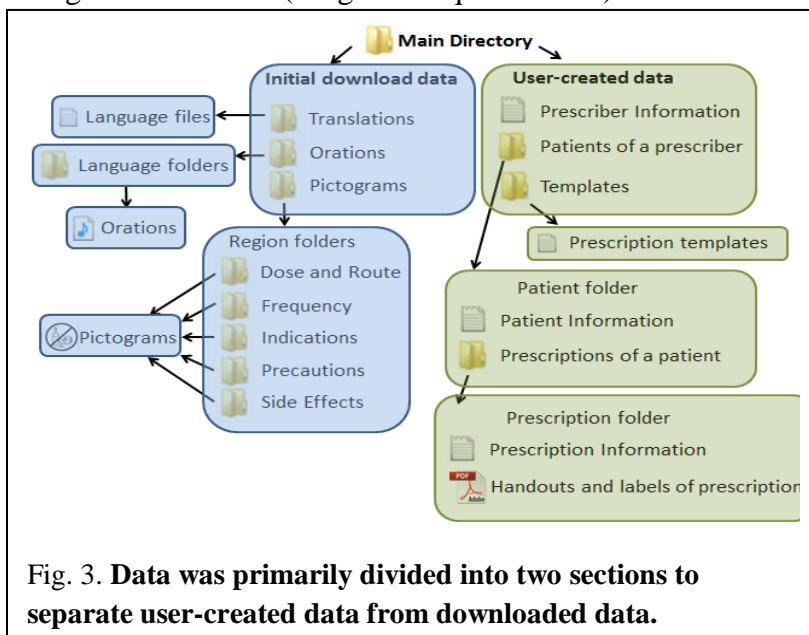 Main Directory
Initial download data
Translations
Orations
Pictograms
Language files
Language folders
Orations
Region folders
Dose and Route
Frequency
Indications
Precautions
Side Effects
Pictograms
User-created data
Prescriber Information
Patients of a prescriber
Templates
Prescription templates
Patient folder
Patient Information
Prescriptions of a patient
Prescription folder
Prescription Information
PDF
Adobe
Handouts and labels of prescription
Fig. 3. Data was primarily divided into two sections to
separate user-created data from downloaded data.